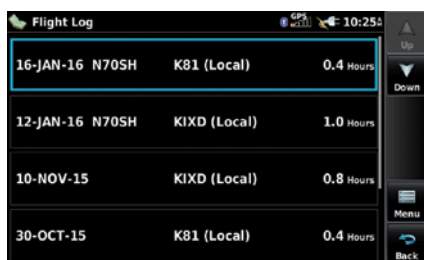 Flight Log GPS 10:25
Up
16-JAN-16 N70SH K81 (Local) 0.4 Hours
Down
12-JAN-16 N70SH KIXD (Local) 1.0 Hours
10-NOV-15 KIXD (Local) 0.8 Hours
Menu
30-OCT-15 K81 (Local) 0.4 Hours
Back